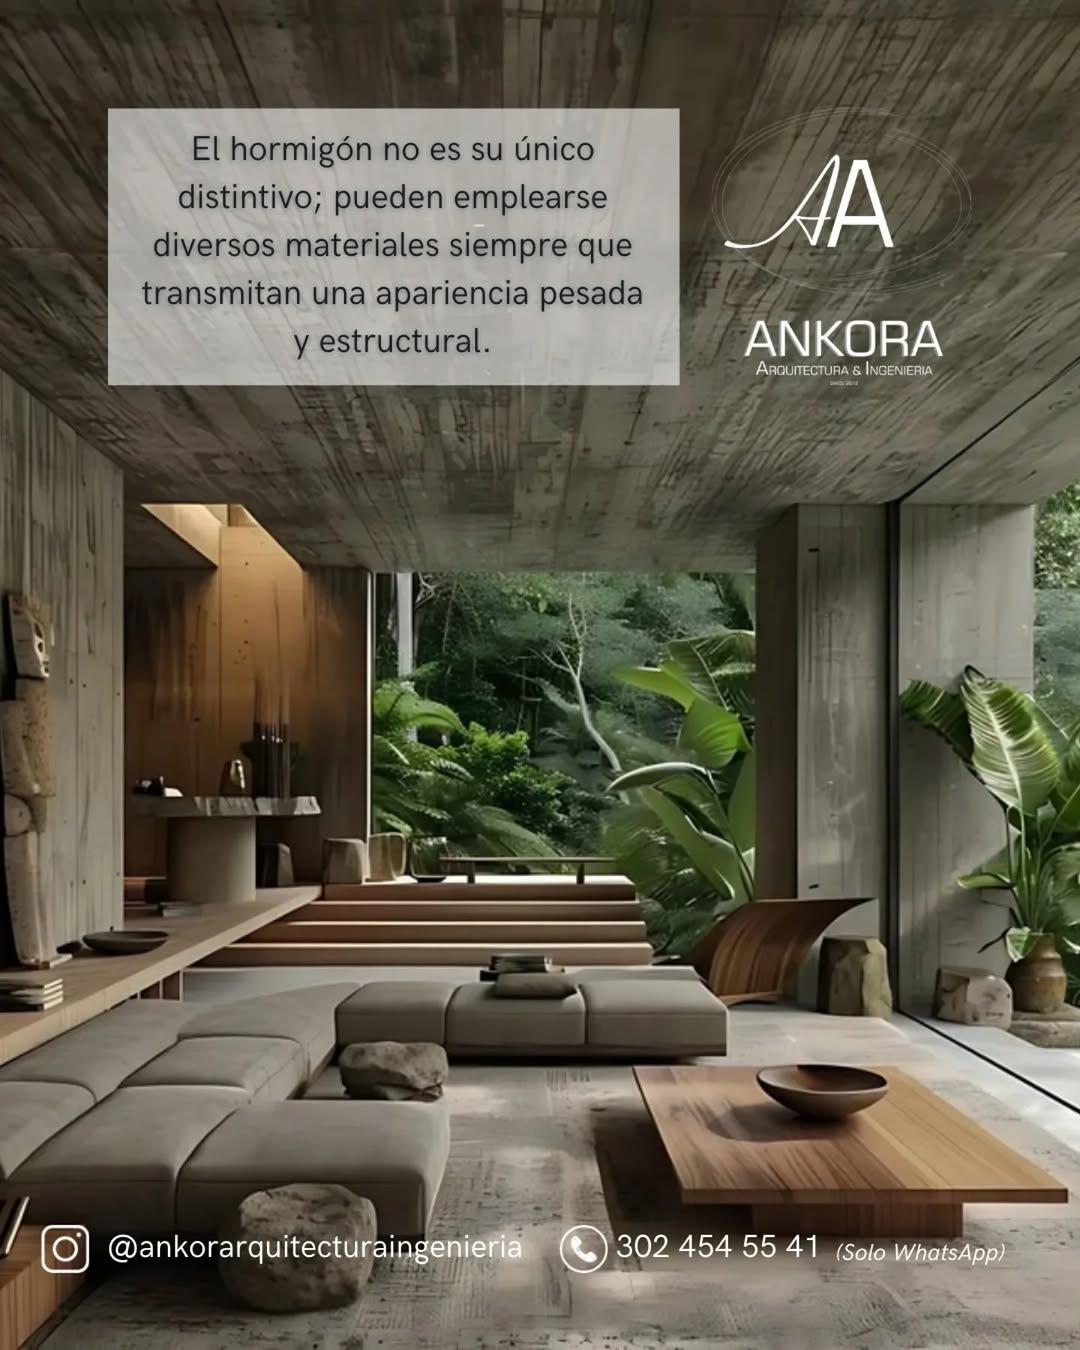 El hormigón no es su único
distintivo; pueden emplearse
diversos materiales siempre que
transmitan una apariencia pesada
y estructural.
AA
ANKORA
ARQUITECTURA & INGENIERIA
@ankorarquitecturaingenieria
302 454 55 41 (Solo WhatsApp)